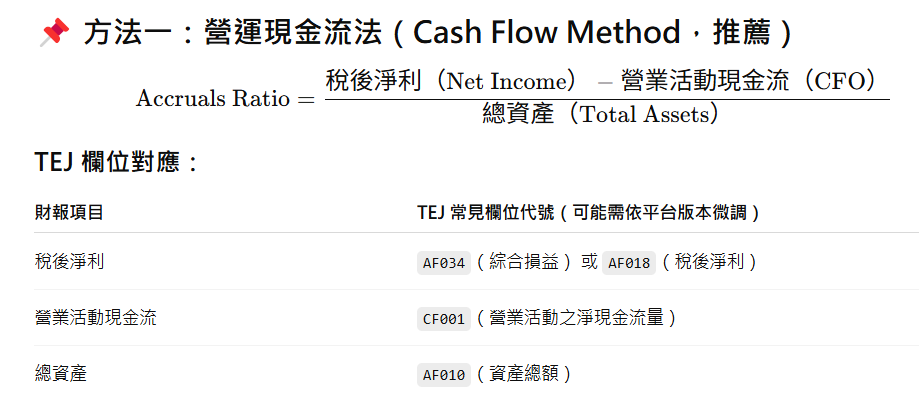 📌 方法一：營運現金流法（Cash Flow Method，推薦）
Accruals Ratio = 稅後淨利（Net Income） − 營業活動現金流（CFO）
總資產（Total Assets）
TEJ 欄位對應：
財報項目 TEJ 常見欄位代號（可能需依平台版本微調）
稅後淨利 AF034（綜合損益）或 AF018（稅後淨利）
營業活動現金流 CF001（營業活動之淨現金流量）
總資產 AF010（資產總額）